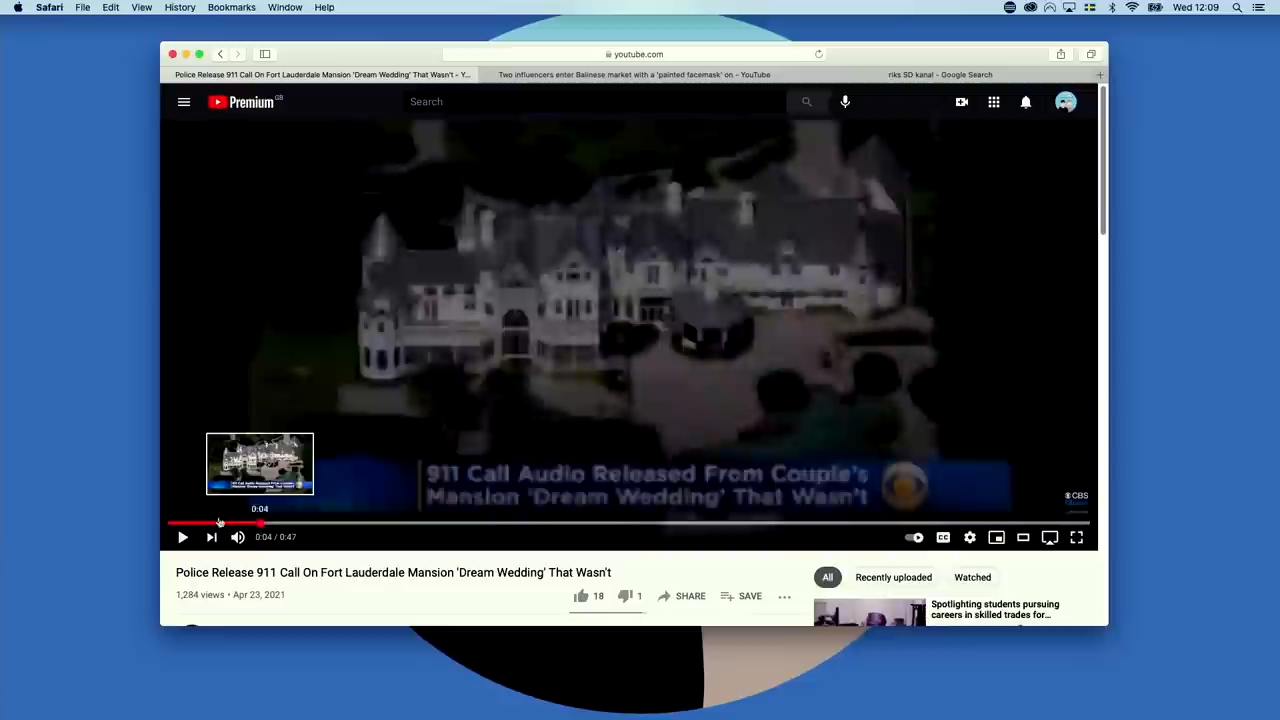 Safari File Edit View History Bookmarks Window Help Wed 12:09
youtube.com
Police Release 911 Call On Fort Lauderdale Mansion 'Dream Wedding' That Wasn't - Y... Two influencers enter Balinese market with a 'painted facemask' on - YouTube riks SD kanal - Google Search
Premium GB Search
911 Call Audio Released From Couple's
Mansion 'Dream Wedding' That Wasn't
CBS
0:04
0:04 / 0:47
CC
Police Release 911 Call On Fort Lauderdale Mansion 'Dream Wedding' That Wasn't
1,284 views • Apr 23, 2021
18 1 SHARE SAVE
All Recently uploaded Watched
Spotlighting students pursuing
careers in skilled trades for...